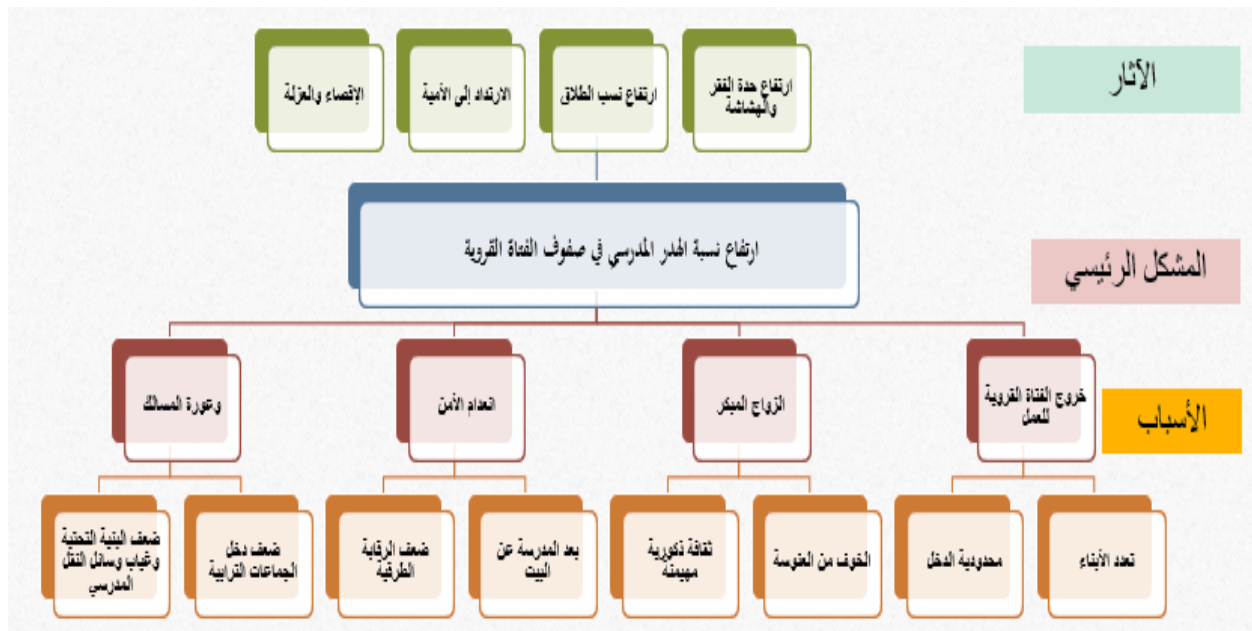 الآثار
ارتفاع حدة الفقر
والهشاشة
ارتفاع نسب الطلاق
الارتداد إلى الأمية
الإقصاء والعزلة
المشكل الرئيسي
ارتفاع نسبة الهدر المدرسي في صفوف الفتاة القروية
الأسباب
خروج الفتاة القروية
للعمل
الزواج المبكر
انعدام الأمن
وعورة المسالك
تعدد الأبناء
محدودية الدخل
الخوف من العنوسة
ثقافة ذكورية
مهيمنة
بعد المدرسة عن
البيت
ضعف الرقابة
الطرقية
ضعف دخل
الجماعات الترابية
ضعف البنية التحتية
وغياب وسائل النقل
المدرسي